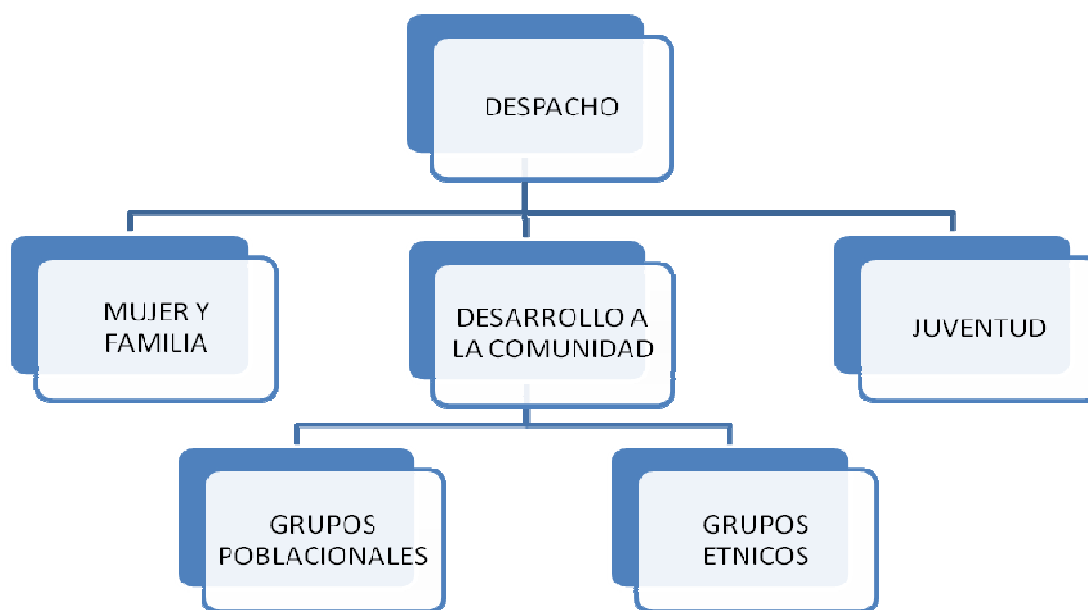 DESPACHO
MUJER Y
FAMILIA
DESARROLLO A
LA COMUNIDAD
JUVENTUD
GRUPOS
POBLACIONALES
GRUPOS
ETNICOS